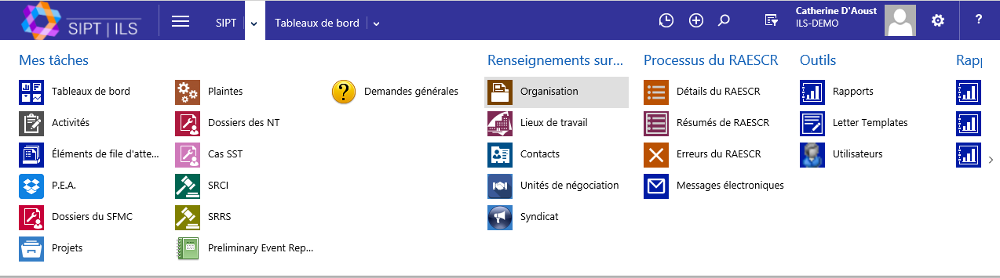 SIPT | ILS
SIPT
Tableaux de bord
Catherine D'Aoust
ILS-DEMO
?
Mes tâches
Tableaux de bord
Activités
Éléments de file d'atte...
P.E.A.
Dossiers du SFMC
Projets
Plaintes
Dossiers des NT
Cas SST
SRCI
SRRS
Preliminary Event Rep...
?
Demandes générales
Renseignements sur...
Organisation
Lieux de travail
Contacts
Unités de négociation
Syndicat
Processus du RAESCR
Détails du RAESCR
Résumés de RAESCR
Erreurs du RAESCR
Messages électroniques
Outils
Rapports
Letter Templates
Utilisateurs